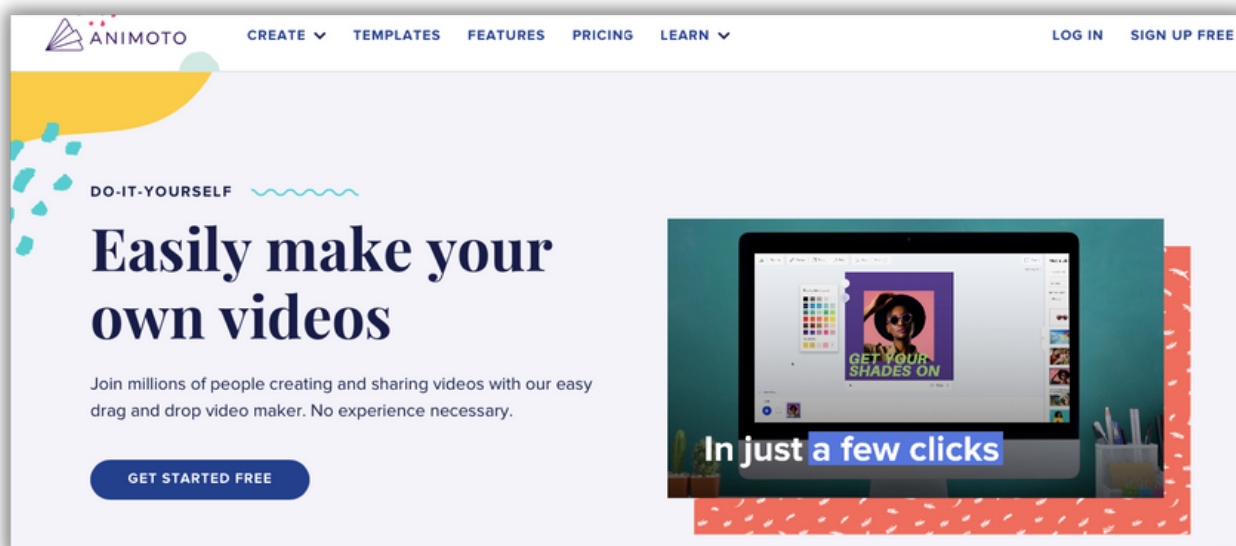 ANIMOTO
CREATE
TEMPLATES
FEATURES
PRICING
LEARN
LOG IN
SIGN UP FREE
DO-IT-YOURSELF
Easily make your
own videos
Join millions of people creating and sharing videos with our easy
drag and drop video maker. No experience necessary.
GET STARTED FREE
GET YOUR
SHADES ON
In just a few clicks